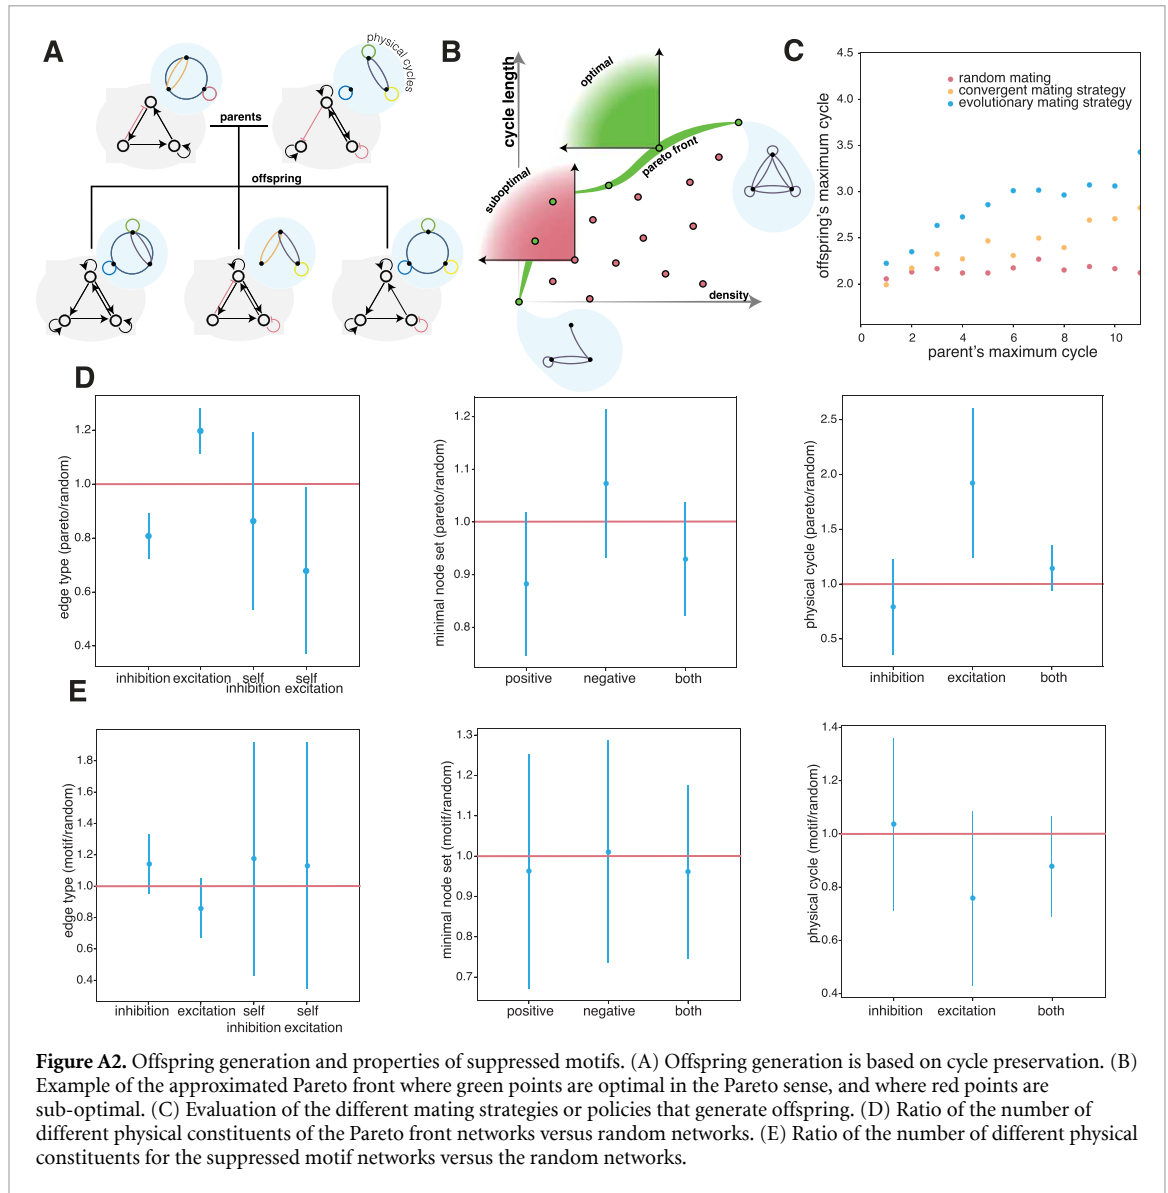 A
physical cycles
parents
offspring
B
cycle length
optimal
suboptimal
pareto front
density
C
offspring's maximum cycle
4.5
4.0
3.5
3.0
2.5
2.0
random mating
convergent mating strategy
evolutionary mating strategy
0 2 4 6 8 10
parent's maximum cycle
D
edge type (pareto/random)
1.2
1.0
0.8
0.6
0.4
inhibition excitation self inhibition self excitation
minimal node set (pareto/random)
1.2
1.1
1.0
0.9
0.8
positive negative both
physical cycle (pareto/random)
2.5
2.0
1.5
1.0
0.5
inhibition excitation both
E
edge type (motif/random)
1.8
1.6
1.4
1.2
1.0
0.8
0.6
0.4
inhibition excitation self inhibition self excitation
minimal node set (motif/random)
1.3
1.2
1.1
1.0
0.9
0.8
0.7
positive negative both
physical cycle (motif/random)
1.4
1.2
1.0
0.8
0.6
0.4
inhibition excitation both
Figure A2. Offspring generation and properties of suppressed motifs. (A) Offspring generation is based on cycle preservation. (B)
Example of the approximated Pareto front where green points are optimal in the Pareto sense, and where red points are
sub-optimal. (C) Evaluation of the different mating strategies or policies that generate offspring. (D) Ratio of the number of
different physical constituents of the Pareto front networks versus random networks. (E) Ratio of the number of different physical
constituents for the suppressed motif networks versus the random networks.